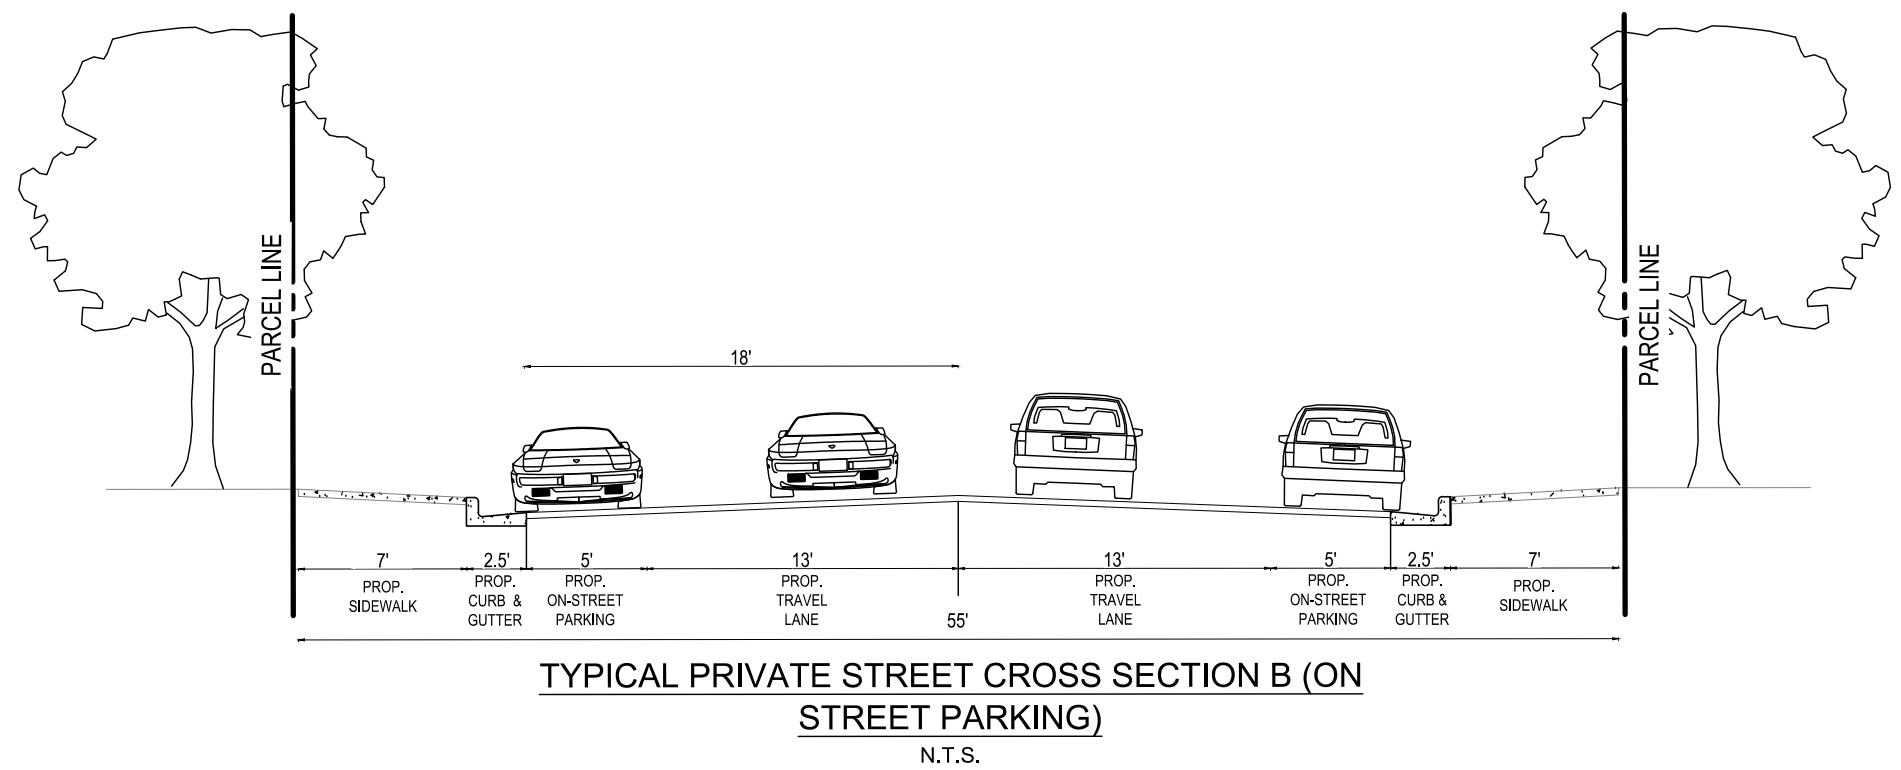 PARCEL LINE
PARCEL LINE
18'
7'
2.5'
5'
13'
13'
5'
2.5'
7'
PROP.
SIDEWALK
PROP.
CURB &
GUTTER
PROP.
ON-STREET
PARKING
PROP.
TRAVEL
LANE
PROP.
TRAVEL
LANE
PROP.
ON-STREET
PARKING
PROP.
CURB &
GUTTER
PROP.
SIDEWALK
55'
TYPICAL PRIVATE STREET CROSS SECTION B (ON
STREET PARKING)
N.T.S.